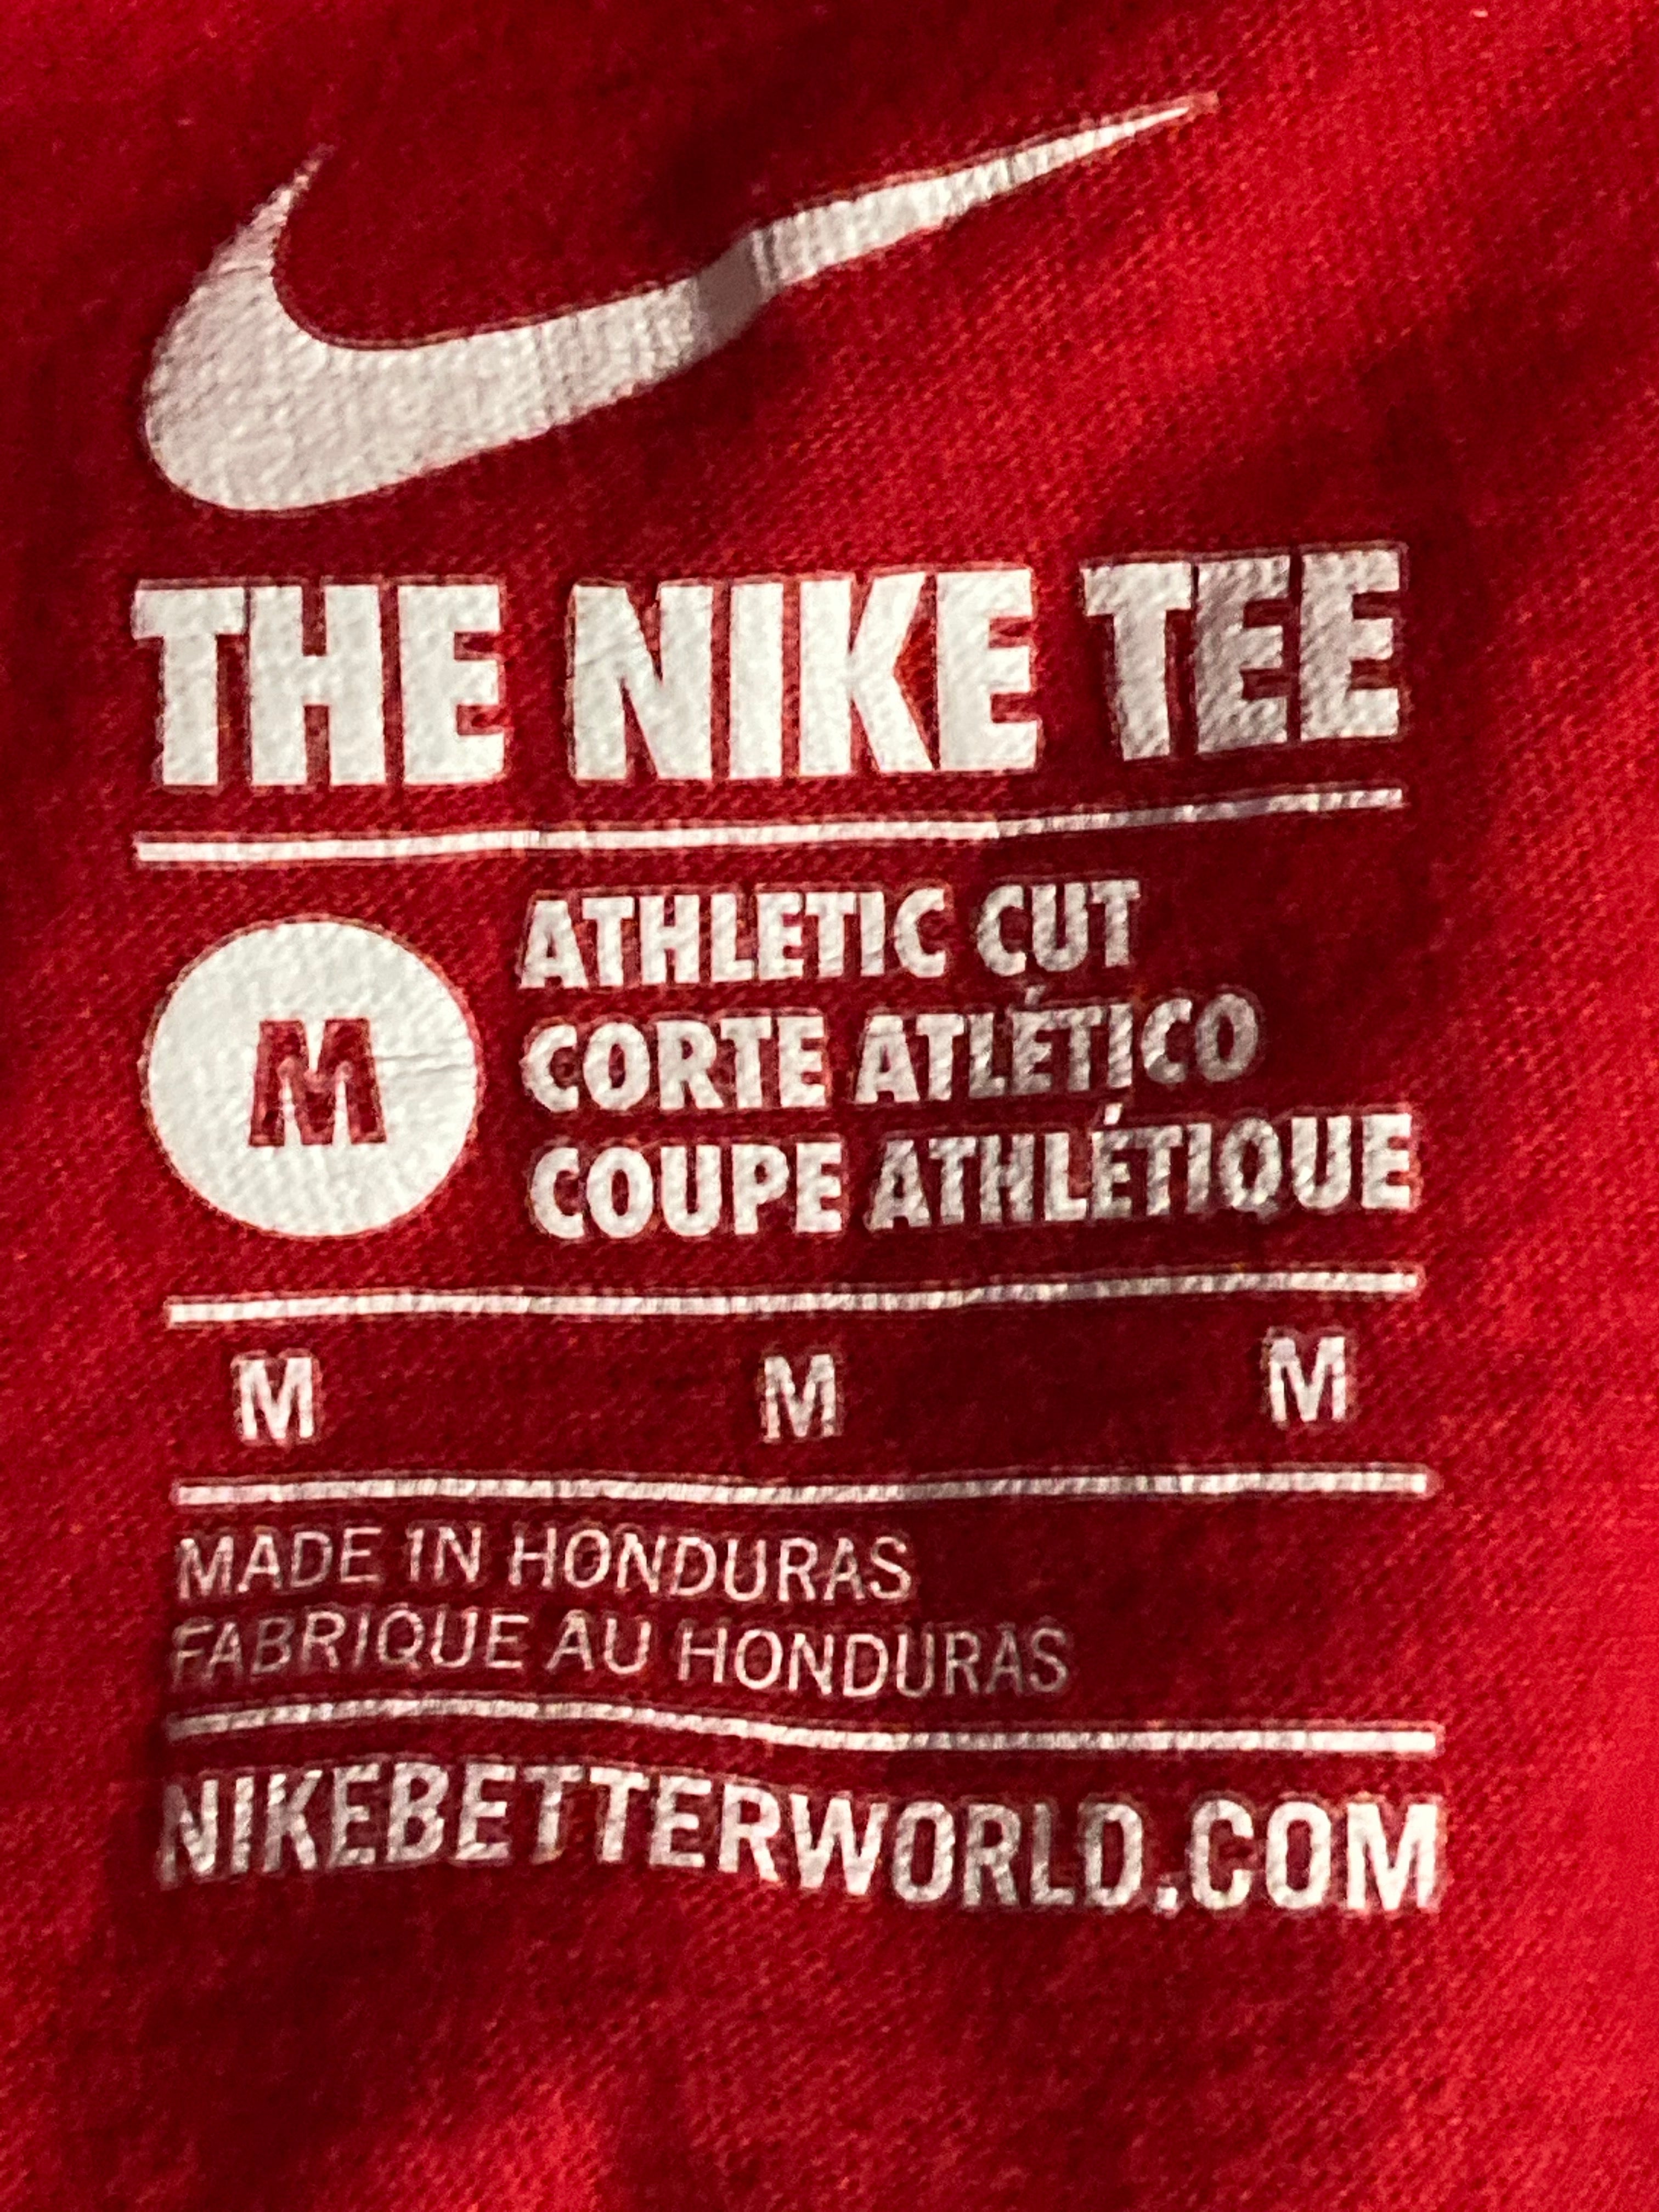 THE NIKE TEE
M
ATHLETIC CUT
CORTE ATLÉTICO
COUPE ATHLÉTIQUE
M M M
MADE IN HONDURAS
FABRIQUE AU HONDURAS
NIKEBETTERWORLD.COM